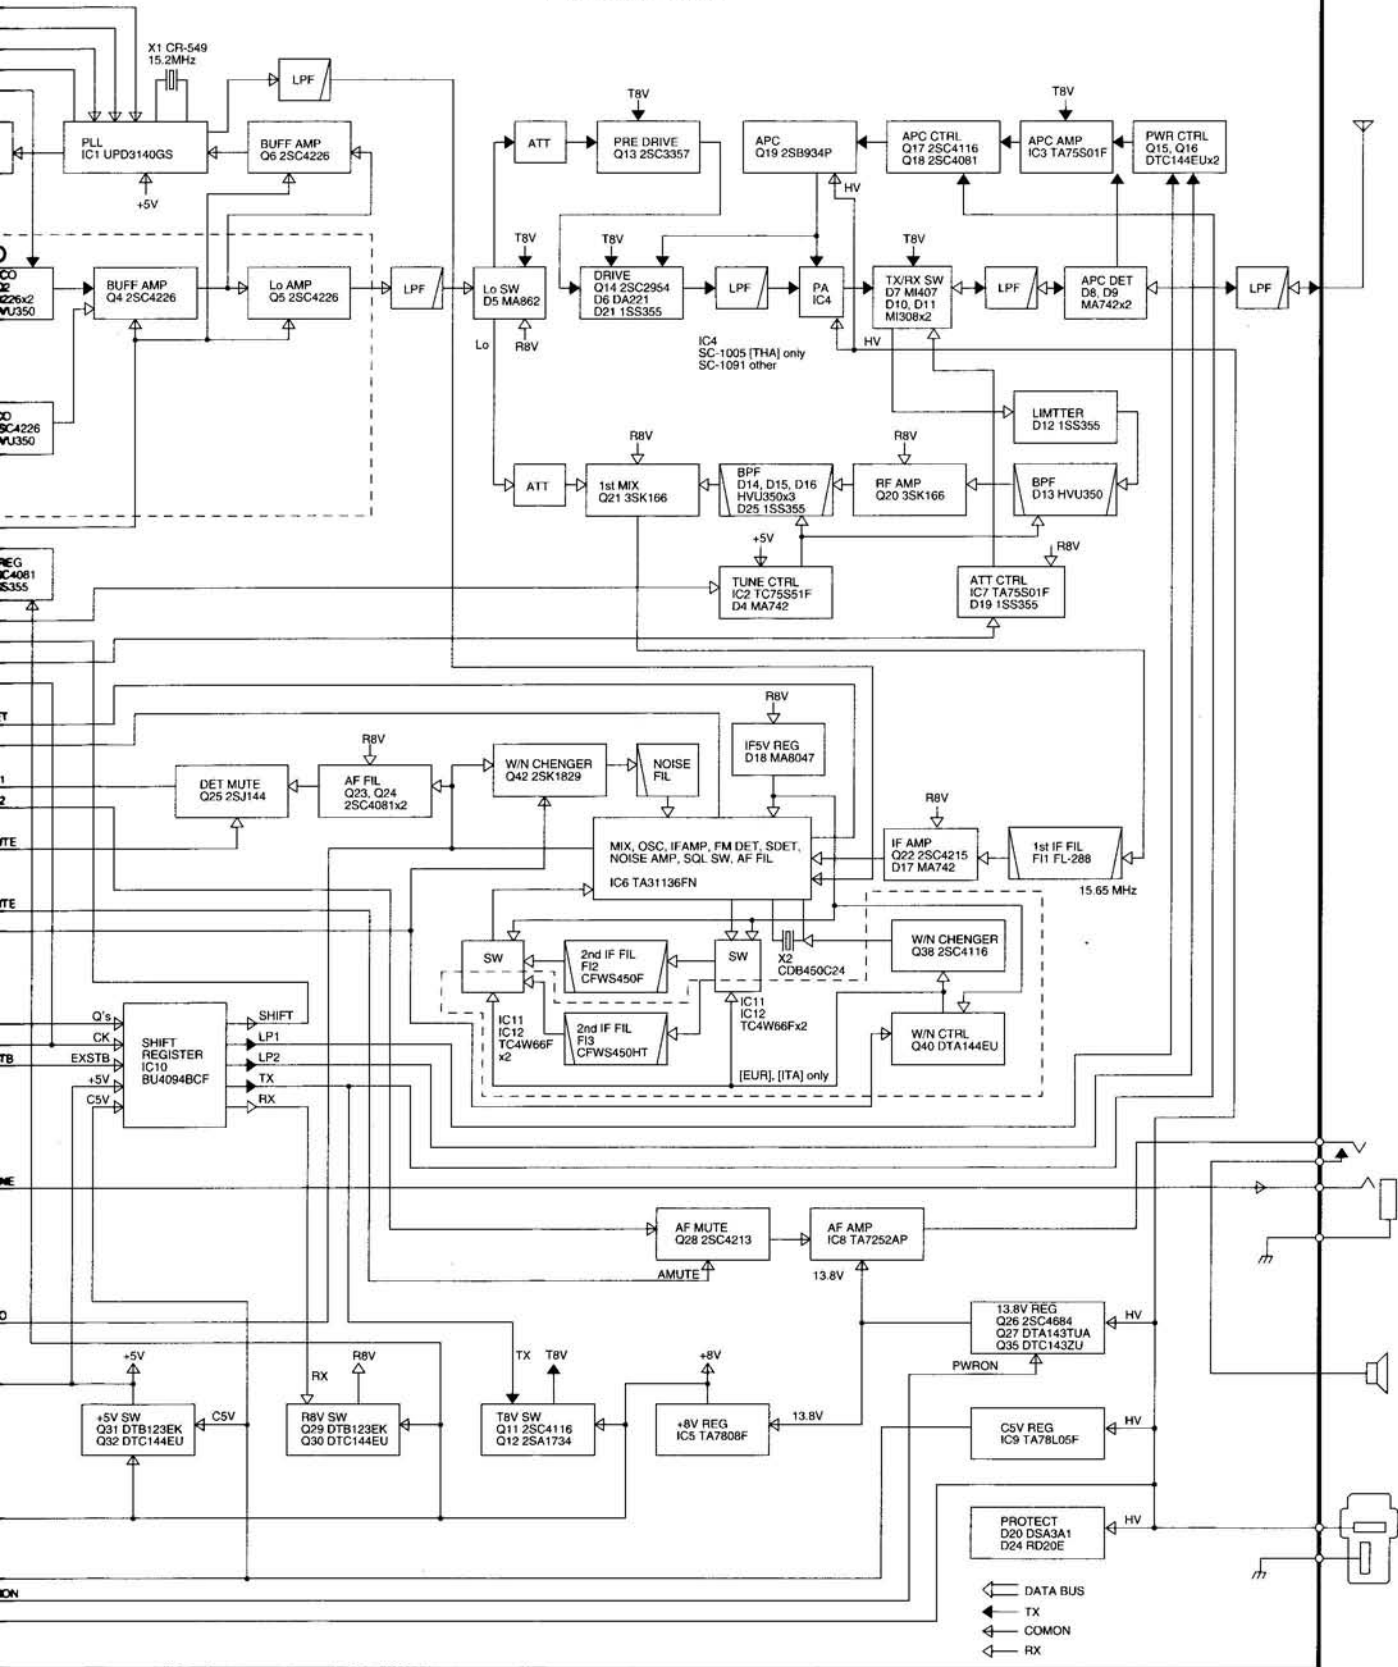 X1 CR-549
15.2MHz
LPF
PLL
IC1 UPD3140GS
+5V
BUFF AMP
Q6 2SC4226
ATT
T8V
PRE DRIVE
Q13 2SC3357
APC
Q19 2SB934P
HV
APC CTRL
Q17 2SC4116
Q18 2SC4081
T8V
APC AMP
IC3 TA75S01F
PWR CTRL
Q15, Q16
DTC144EUx2
226x2
VU350
BUFF AMP
Q4 2SC4226
Lo AMP
Q5 2SC4226
LPF
T8V
Lo SW
D5 MA862
R8V
Lo
T8V
DRIVE
Q14 2SC2954
D6 DA221
D21 1SS355
LPF
PA
IC4
T8V
TX/RX SW
D7 MI407
D10, D11
MI308x2
LPF
APC DET
D8, D9
MA742x2
LPF
IC4
SC-1005 [THA] only
SC-1091 other
HV
SC4226
VU350
LIMTTER
D12 1SS355
ATT
R8V
1st MIX
Q21 3SK166
BPF
D14, D15, D16
HVU350x3
D25 1SS355
R8V
RF AMP
Q20 3SK166
BPF
D13 HVU350
REG
C4081
S355
+5V
TUNE CTRL
IC2 TC75S51F
D4 MA742
R8V
ATT CTRL
IC7 TA75S01F
D19 1SS355
R8V
IF5V REG
D18 MA8047
DET MUTE
Q25 2SJ144
R8V
AF FIL
Q23, Q24
2SC4081x2
W/N CHENGER
Q42 2SK1829
NOISE
FIL
MIX, OSC, IFAMP, FM DET, SDET,
NOISE AMP, SQL SW, AF FIL
IC6 TA31136FN
R8V
IF AMP
Q22 2SC4215
D17 MA742
1st IF FIL
FI1 FL-288
15.65 MHz
SW
2nd IF FIL
FI2
CFWS450F
SW
X2
CDB450C24
W/N CHENGER
Q38 2SC4116
IC11
IC12
TC4W66F
x2
2nd IF FIL
FI3
CFWS450HT
IC11
IC12
TC4W66Fx2
W/N CTRL
Q40 DTA144EU
[EUR], [ITA] only
Q's
CK
EXSTB
+5V
C5V
SHIFT
REGISTER
IC10
BU4094BCF
SHIFT
LP1
LP2
TX
RX
AF MUTE
Q28 2SC4213
AMUTE
AF AMP
IC8 TA7252AP
13.8V
13.8V REG
Q26 2SC4684
Q27 DTA143TUA
Q35 DTC143ZU
HV
PWRON
+5V
+5V SW
Q31 DTB123EK
Q32 DTC144EU
C5V
RX
R8V
R8V SW
Q29 DTB123EK
Q30 DTC144EU
TX
T8V
T8V SW
Q11 2SC4116
Q12 2SA1734
+8V
+8V REG
IC5 TA7808F
13.8V
C5V REG
IC9 TA78L05F
HV
PROTECT
D20 DSA3A1
D24 RD20E
HV
DATA BUS
TX
COMON
RX